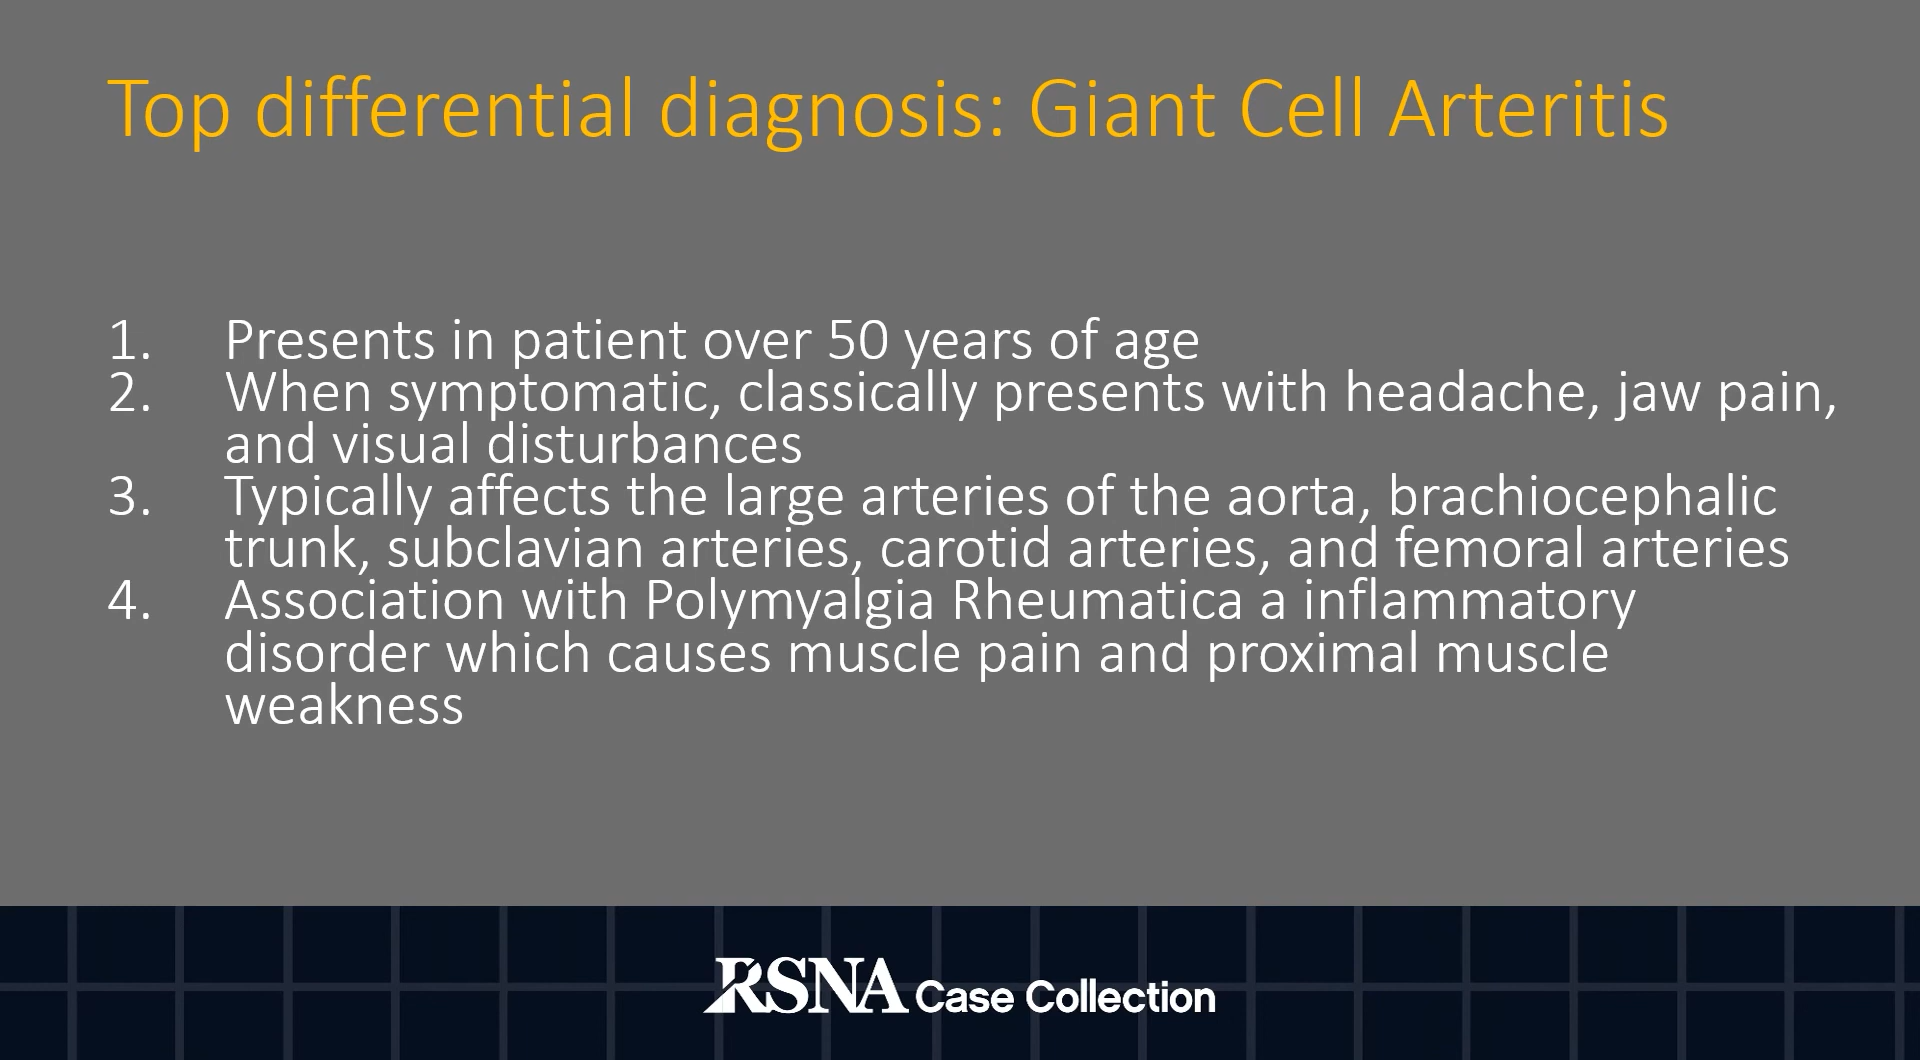 Top differential diagnosis: Giant Cell Arteritis
1. Presents in patient over 50 years of age
2. When symptomatic, classically presents with headache, jaw pain,
and visual disturbances
3. Typically affects the large arteries of the aorta, brachiocephalic
trunk, subclavian arteries, carotid arteries, and femoral arteries
4. Association with Polymyalgia Rheumatica a inflammatory
disorder which causes muscle pain and proximal muscle
weakness
RSNA Case Collection